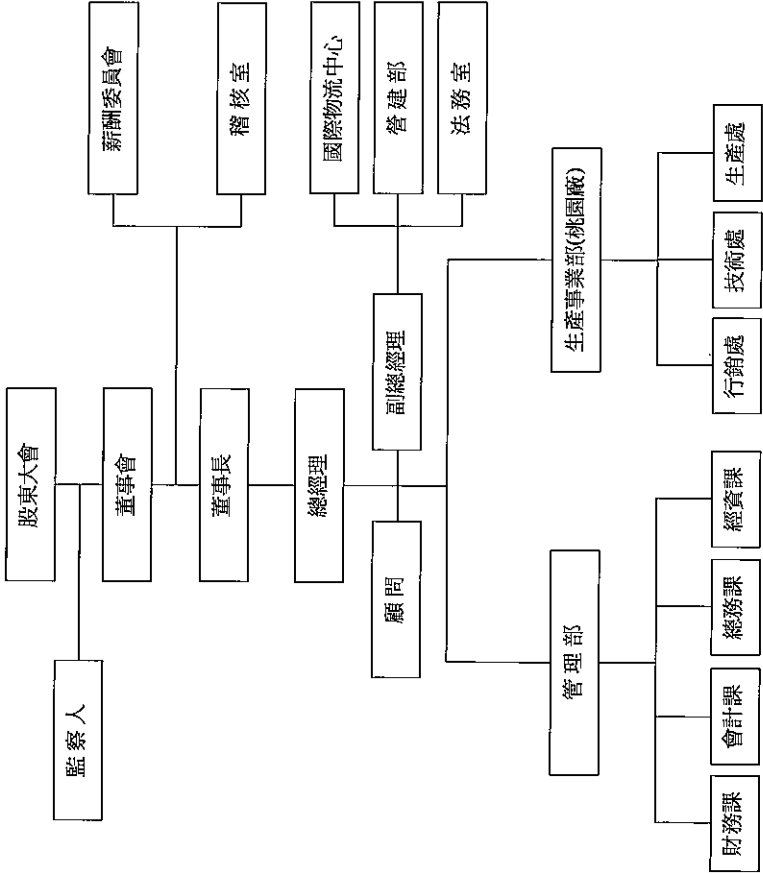 股東大會
監察人
董事會
薪酬委員會
稽核室
董事長
總經理
顧問
副總經理
國際物流中心
營建部
法務室
管理部
生產事業部(桃園廠)
財務課
會計課
總務課
經資課
行銷處
技術處
生產處